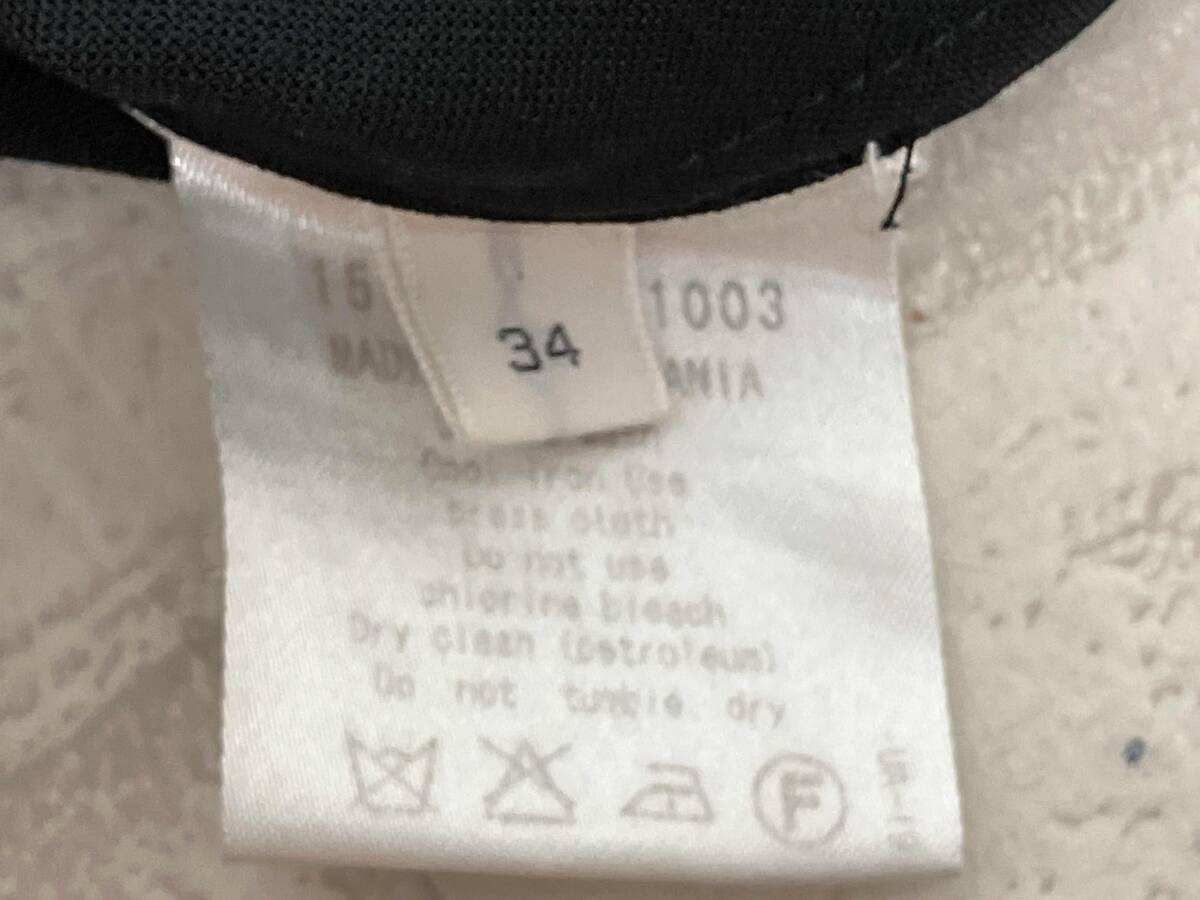 16 1003
34
MAD ANIA
Cool iron Use
press cloth
Do not use
chlorine bleach
Dry clean (petroleum)
Do not tumble dry
F